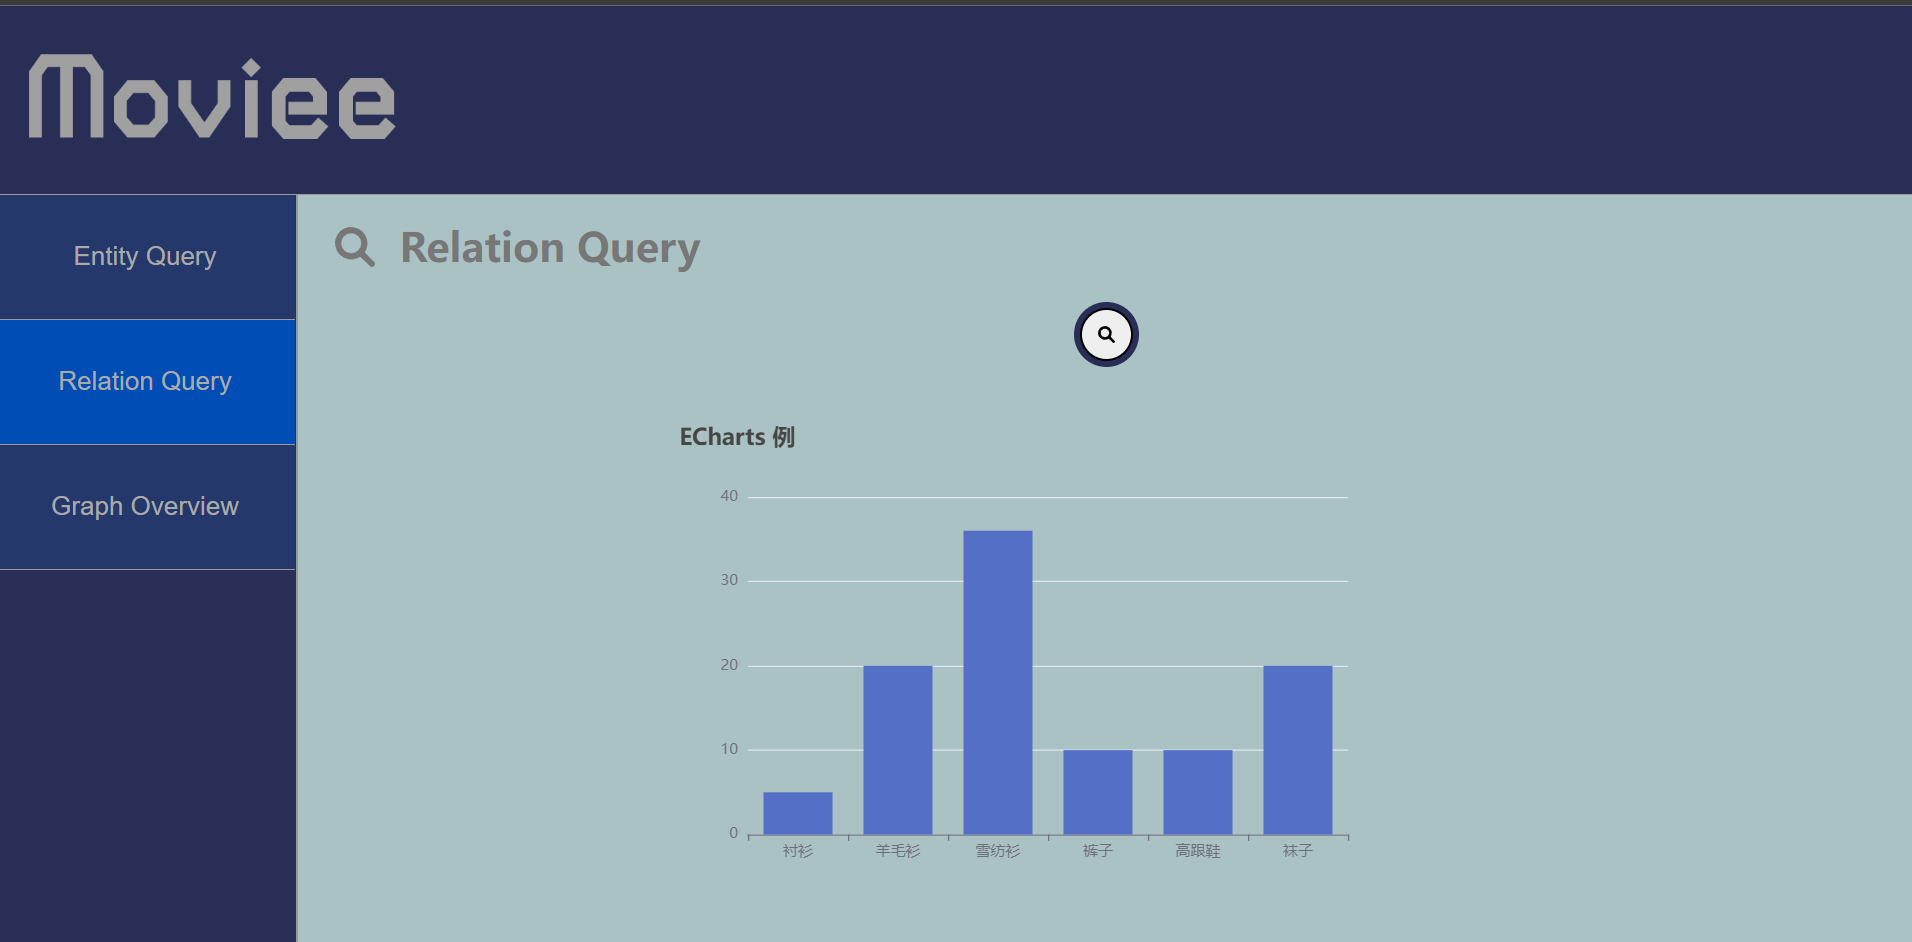 Moviee
Entity Query
Relation Query
Graph Overview
Relation Query
ECharts 例
40
30
20
10
0
衬衫 羊毛衫 雪纺衫 裤子 高跟鞋 袜子